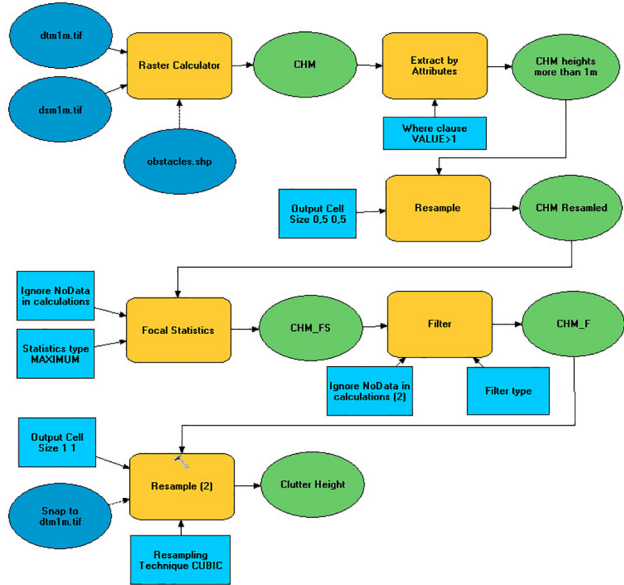 dtm1m.tif
Raster Calculator
CHM
Extract by
Attributes
CHM heights
more than 1m
dsm1m.tif
obstacles.shp
Where clause
VALUE>1
Output Cell
Size 0,5 0,5
Resample
CHM Resamled
Ignore NoData
in calculations
Statistics type
MAXIMUM
Focal Statistics
CHM_FS
Filter
CHM_F
Ignore NoData in
calculations (2)
Filter type
Output Cell
Size 1 1
Snap to
dtm1m.tif
Resample (2)
Clutter Height
Resampling
Technique CUBIC